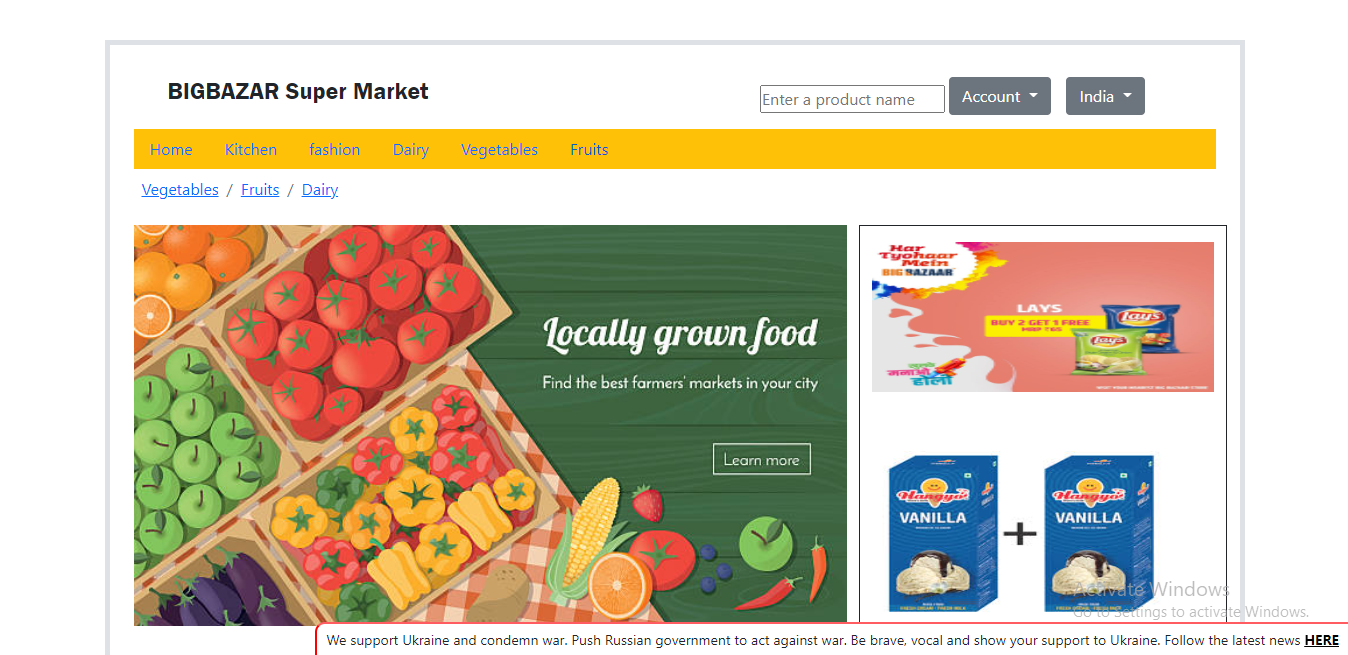 BIGBAZAR Super Market
Enter a product name
Account
India
Home
Kitchen
fashion
Dairy
Vegetables
Fruits
Vegetables / Fruits / Dairy
Locally grown food
Find the best farmers' markets in your city
Learn more
Har
Tyohaar
Mein
BIG BAZAAR
LAYS
BUY 2 GET 1 FREE
MRP ₹65
Lay's
Lay's
मनाओ
होली
Hangyo
VANILLA
+
Hangyo
VANILLA
Activate Windows
Go to Settings to activate Windows.
We support Ukraine and condemn war. Push Russian government to act against war. Be brave, vocal and show your support to Ukraine. Follow the latest news HERE